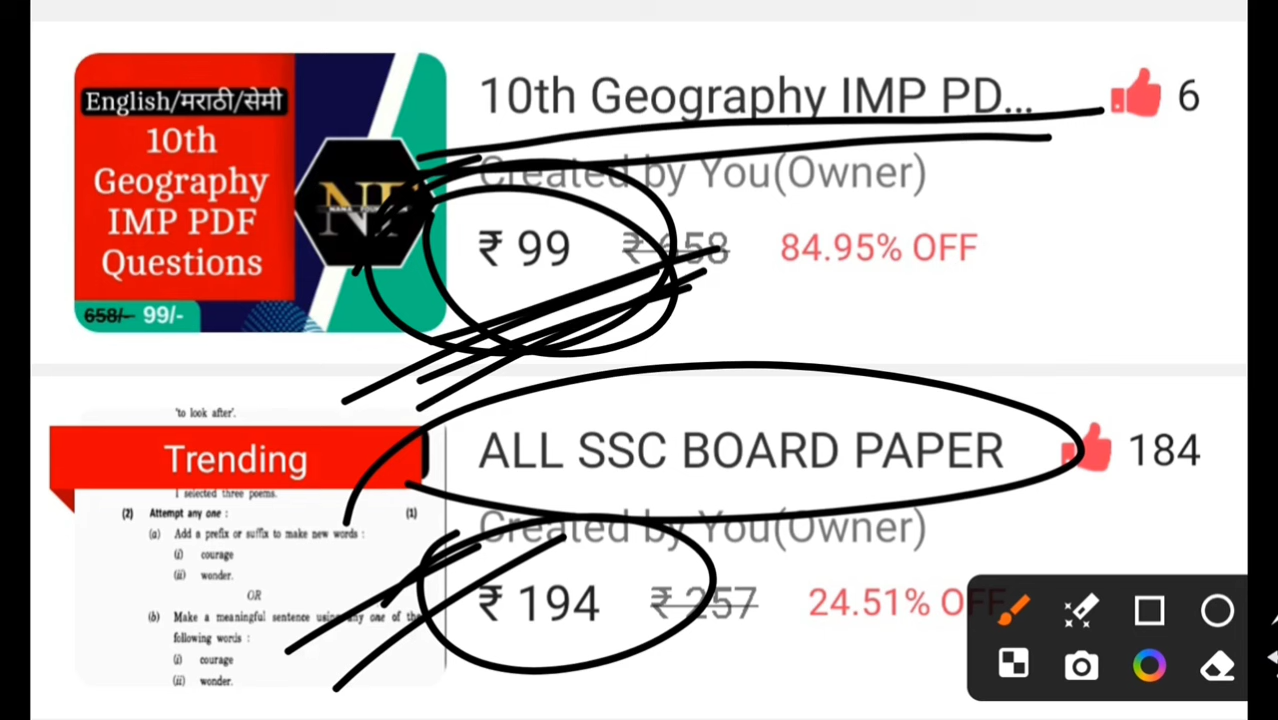 English/मराठी/सेमी
10th
Geography
IMP PDF
Questions
658/- 99/-
NF
10th Geography IMP PD...
6
Created by You(Owner)
₹ 99 ₹ 658 84.95% OFF
'to look after'.
Trending
I selected three poems.
(2) Attempt any one : (1)
(a) Add a prefix or suffix to make new words :
(i) courage
(ii) wonder.
OR
(b) Make a meaningful sentence using any one of the
following words :
(i) courage
(ii) wonder.
ALL SSC BOARD PAPER
184
Created by You(Owner)
₹ 194 ₹ 257 24.51% OFF